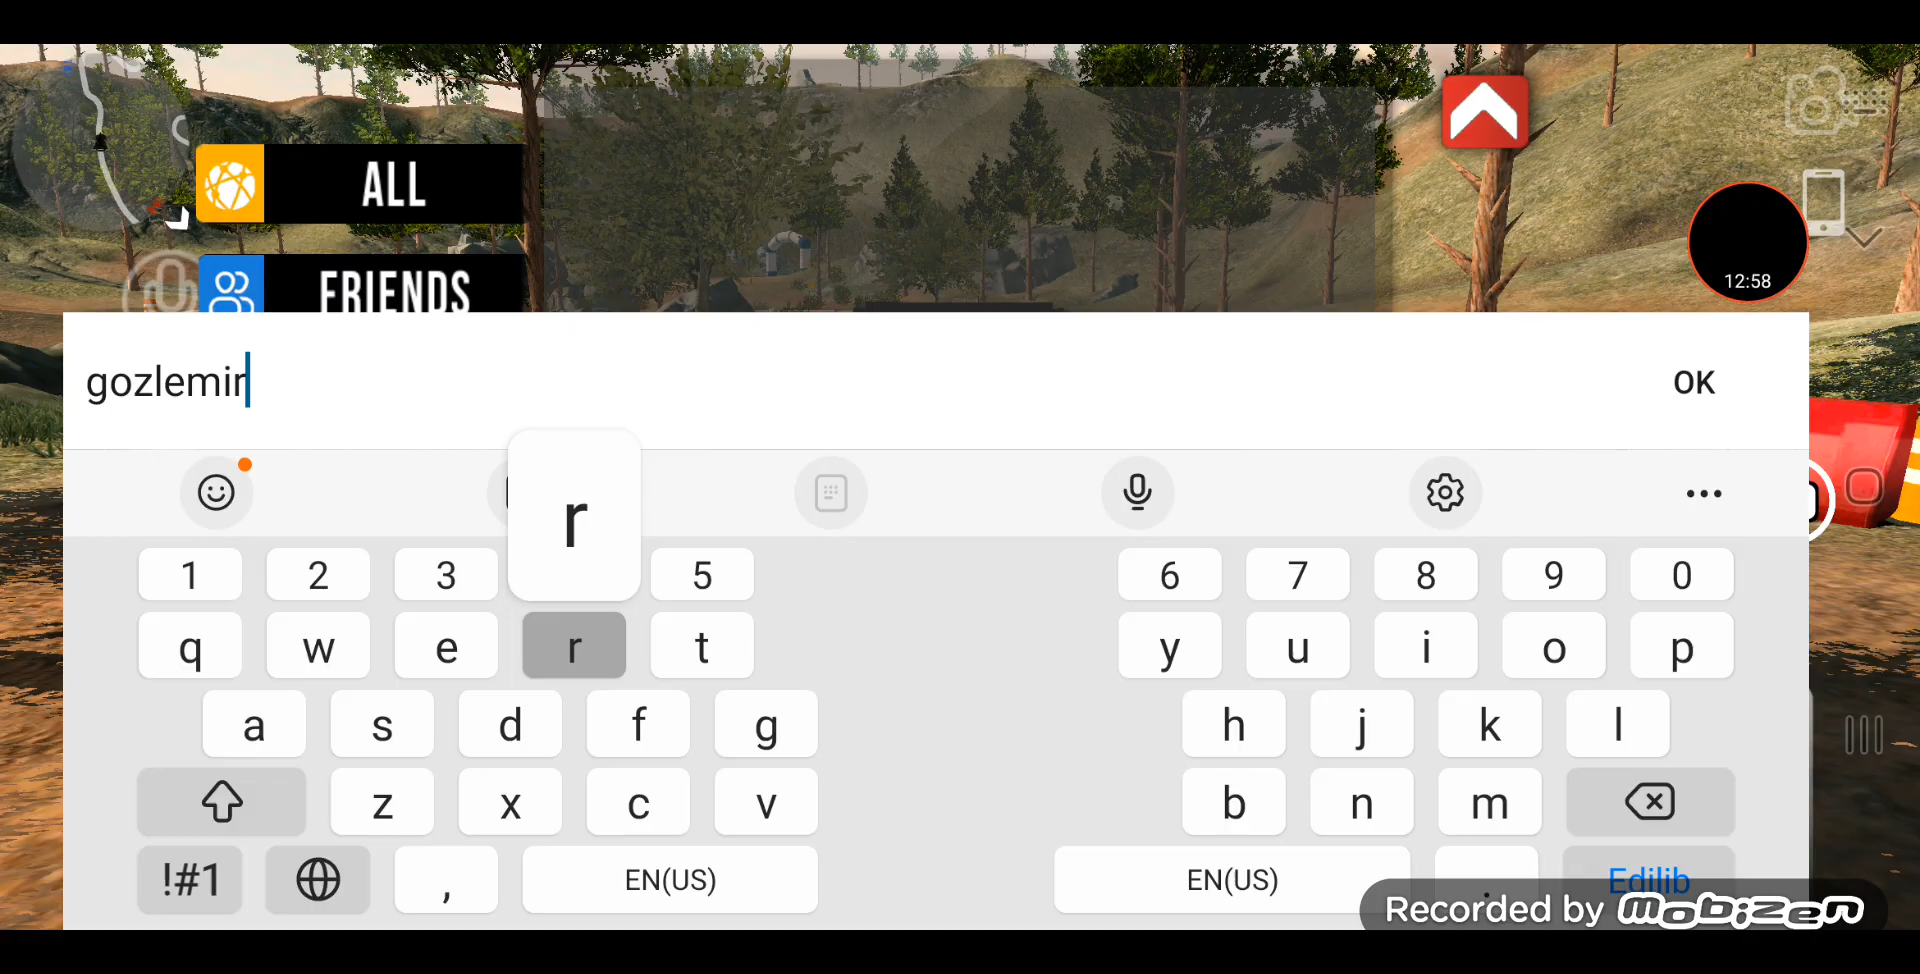 ALL
FRIENDS
12:58
gozlemir
OK
r
1 2 3 5 6 7 8 9 0
q w e r t y u i o p
a s d f g h j k l
z x c v b n m
!#1 , EN(US) EN(US) . Edilib
Recorded by mobizen